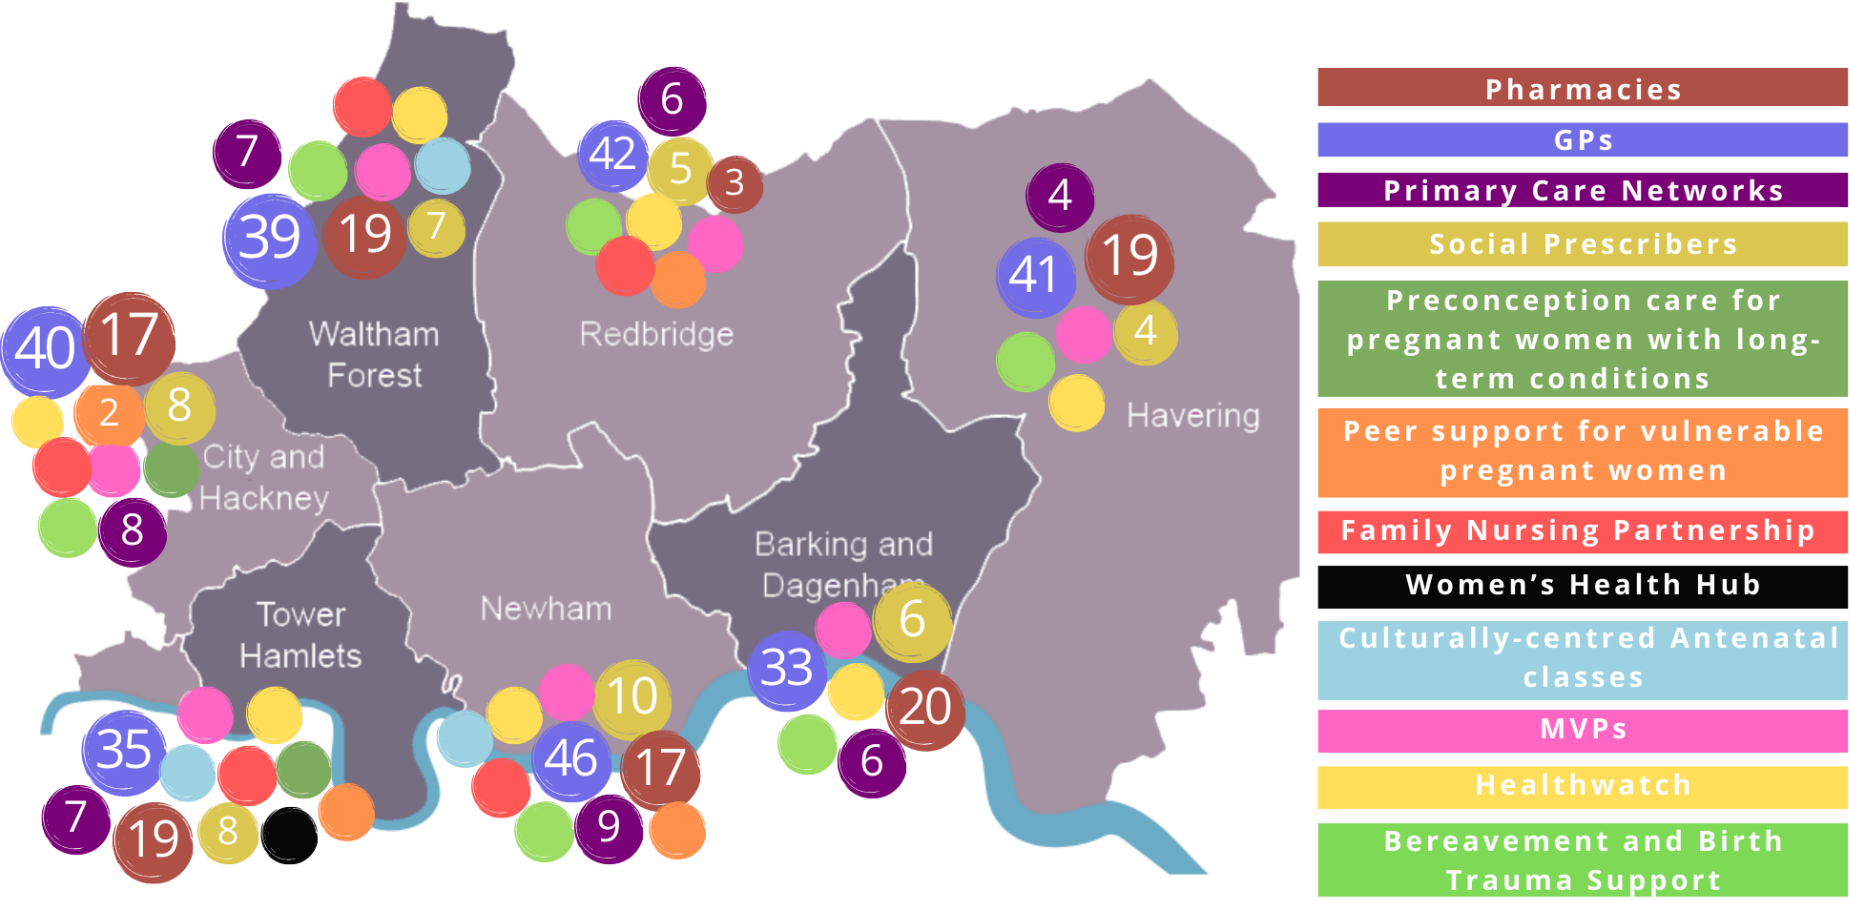 7
39
19
7
Waltham
Forest
6
42
5
3
Redbridge
4
41
19
4
Havering
40
17
2
8
8
City and
Hackney
Tower
Hamlets
35
7
19
8
Newham
10
46
17
9
Barking and
Dagenham
6
33
20
6
Pharmacies
GPs
Primary Care Networks
Social Prescribers
Preconception care for
pregnant women with long-
term conditions
Peer support for vulnerable
pregnant women
Family Nursing Partnership
Women's Health Hub
Culturally-centred Antenatal
classes
MVPs
Healthwatch
Bereavement and Birth
Trauma Support